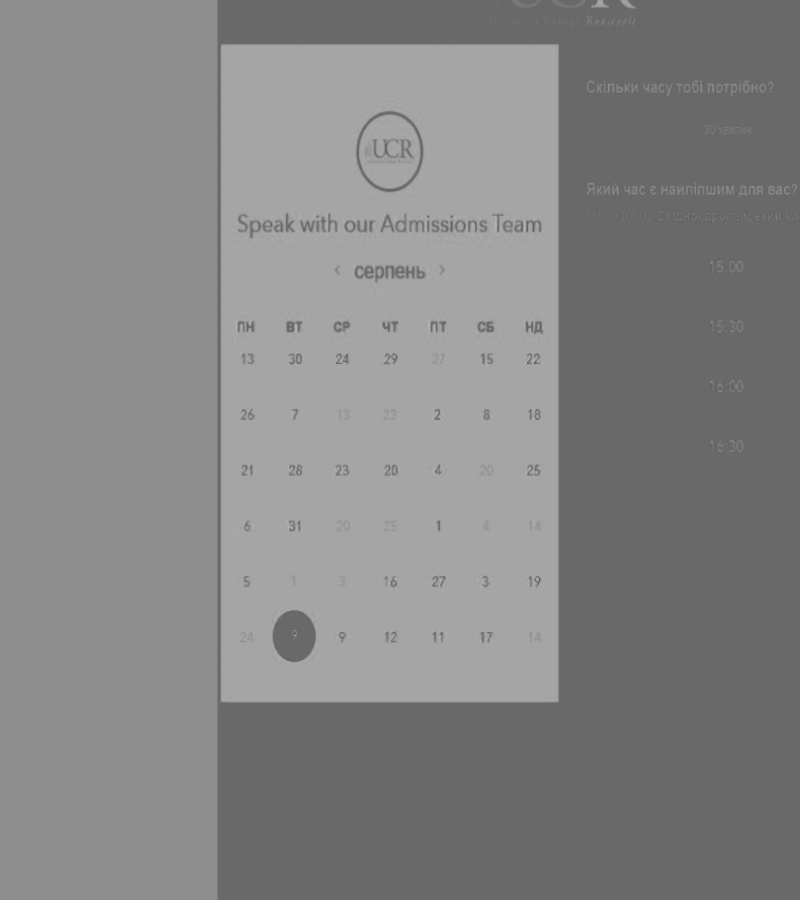 UCR
Roosevelt
UCR
Speak with our Admissions Team
‹ серпень ›
ПН ВТ СР ЧТ ПТ СБ НД
13 30 24 29 27 15 22
26 7 13 23 2 8 18
21 28 23 20 4 20 25
6 31 20 25 1 4 14
5 1 3 16 27 3 19
24 9 9 12 11 17 14
Скільки часу тобі потрібно?
30 хвилин
Який час є найліпшим для вас?
Східноєвропейський ча
15:00
15:30
16:00
16:30